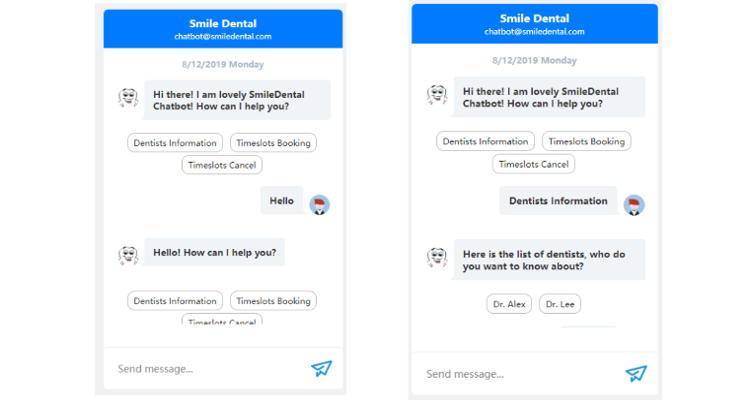 Smile Dental
chatbot@smiledental.com
8/12/2019 Monday
Hi there! I am lovely SmileDental
Chatbot! How can I help you?
Dentists Information
Timeslots Booking
Timeslots Cancel
Hello
Hello! How can I help you?
Dentists Information
Timeslots Booking
Timeslots Cancel
Send message...
Smile Dental
chatbot@smiledental.com
8/12/2019 Monday
Hi there! I am lovely SmileDental
Chatbot! How can I help you?
Dentists Information
Timeslots Booking
Timeslots Cancel
Dentists Information
Here is the list of dentists, who do
you want to know about?
Dr. Alex
Dr. Lee
Send message...